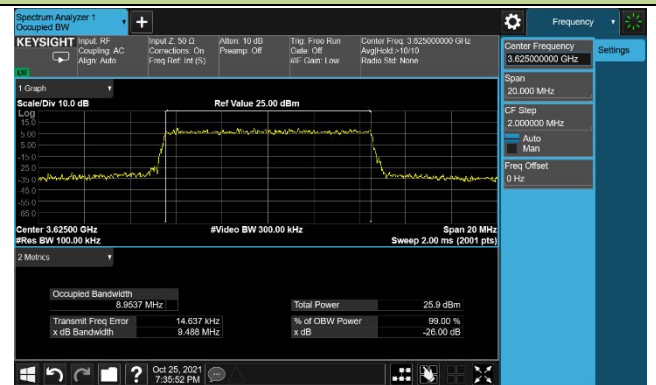 Spectrum Analyzer 1
Occupied BW
Frequency
KEYSIGHT
Input: RF
Coupling: AC
Align: Auto
Input Z: 50 Ω
Corrections: On
Freq Ref: Int (S)
Atten: 10 dB
Preamp: Off
Trig: Free Run
Gate: Off
#IF Gain: Low
Center Freq: 3.625000000 GHz
Avg|Hold:>10/10
Radio Std: None
LNI
Center Frequency
3.625000000 GHz
Settings
Span
20.000 MHz
CF Step
2.000000 MHz
Auto
Man
Freq Offset
0 Hz
1 Graph
Scale/Div 10.0 dB
Ref Value 25.00 dBm
Log
15.0
5.00
-5.00
-15.0
-25.0
-35.0
-45.0
-55.0
-65.0
Center 3.62500 GHz
#Video BW 300.00 kHz
Span 20 MHz
#Res BW 100.00 kHz
Sweep 2.00 ms (2001 pts)
2 Metrics
Occupied Bandwidth
8.9537 MHz
Total Power
25.9 dBm
Transmit Freq Error
14.637 kHz
% of OBW Power
99.00 %
x dB Bandwidth
9.488 MHz
x dB
-26.00 dB
Oct 25, 2021
7:35:52 PM